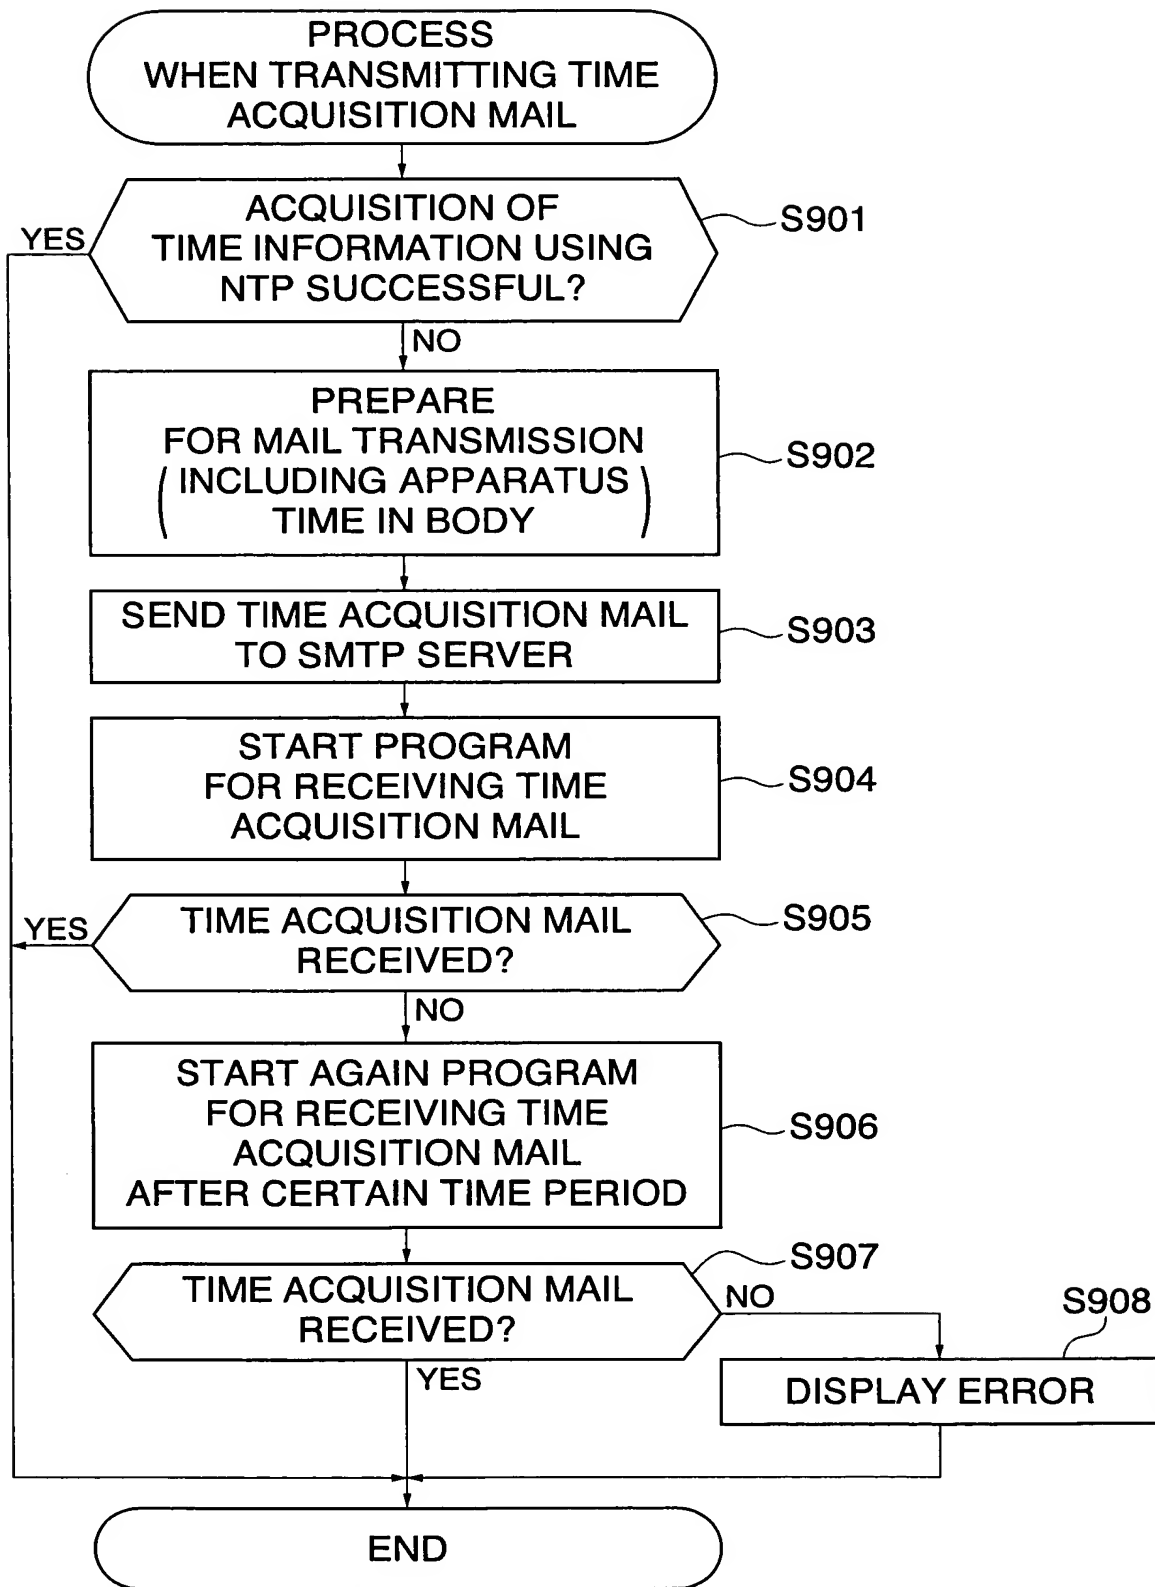 PROCESS
WHEN TRANSMITTING TIME
ACQUISITION MAIL
ACQUISITION OF
TIME INFORMATION USING
NTP SUCCESSFUL?
S901
YES
NO
PREPARE
FOR MAIL TRANSMISSION
(INCLUDING APPARATUS
TIME IN BODY)
S902
SEND TIME ACQUISITION MAIL
TO SMTP SERVER
S903
START PROGRAM
FOR RECEIVING TIME
ACQUISITION MAIL
S904
TIME ACQUISITION MAIL
RECEIVED?
S905
YES
NO
START AGAIN PROGRAM
FOR RECEIVING TIME
ACQUISITION MAIL
AFTER CERTAIN TIME PERIOD
S906
TIME ACQUISITION MAIL
RECEIVED?
S907
NO
YES
S908
DISPLAY ERROR
END